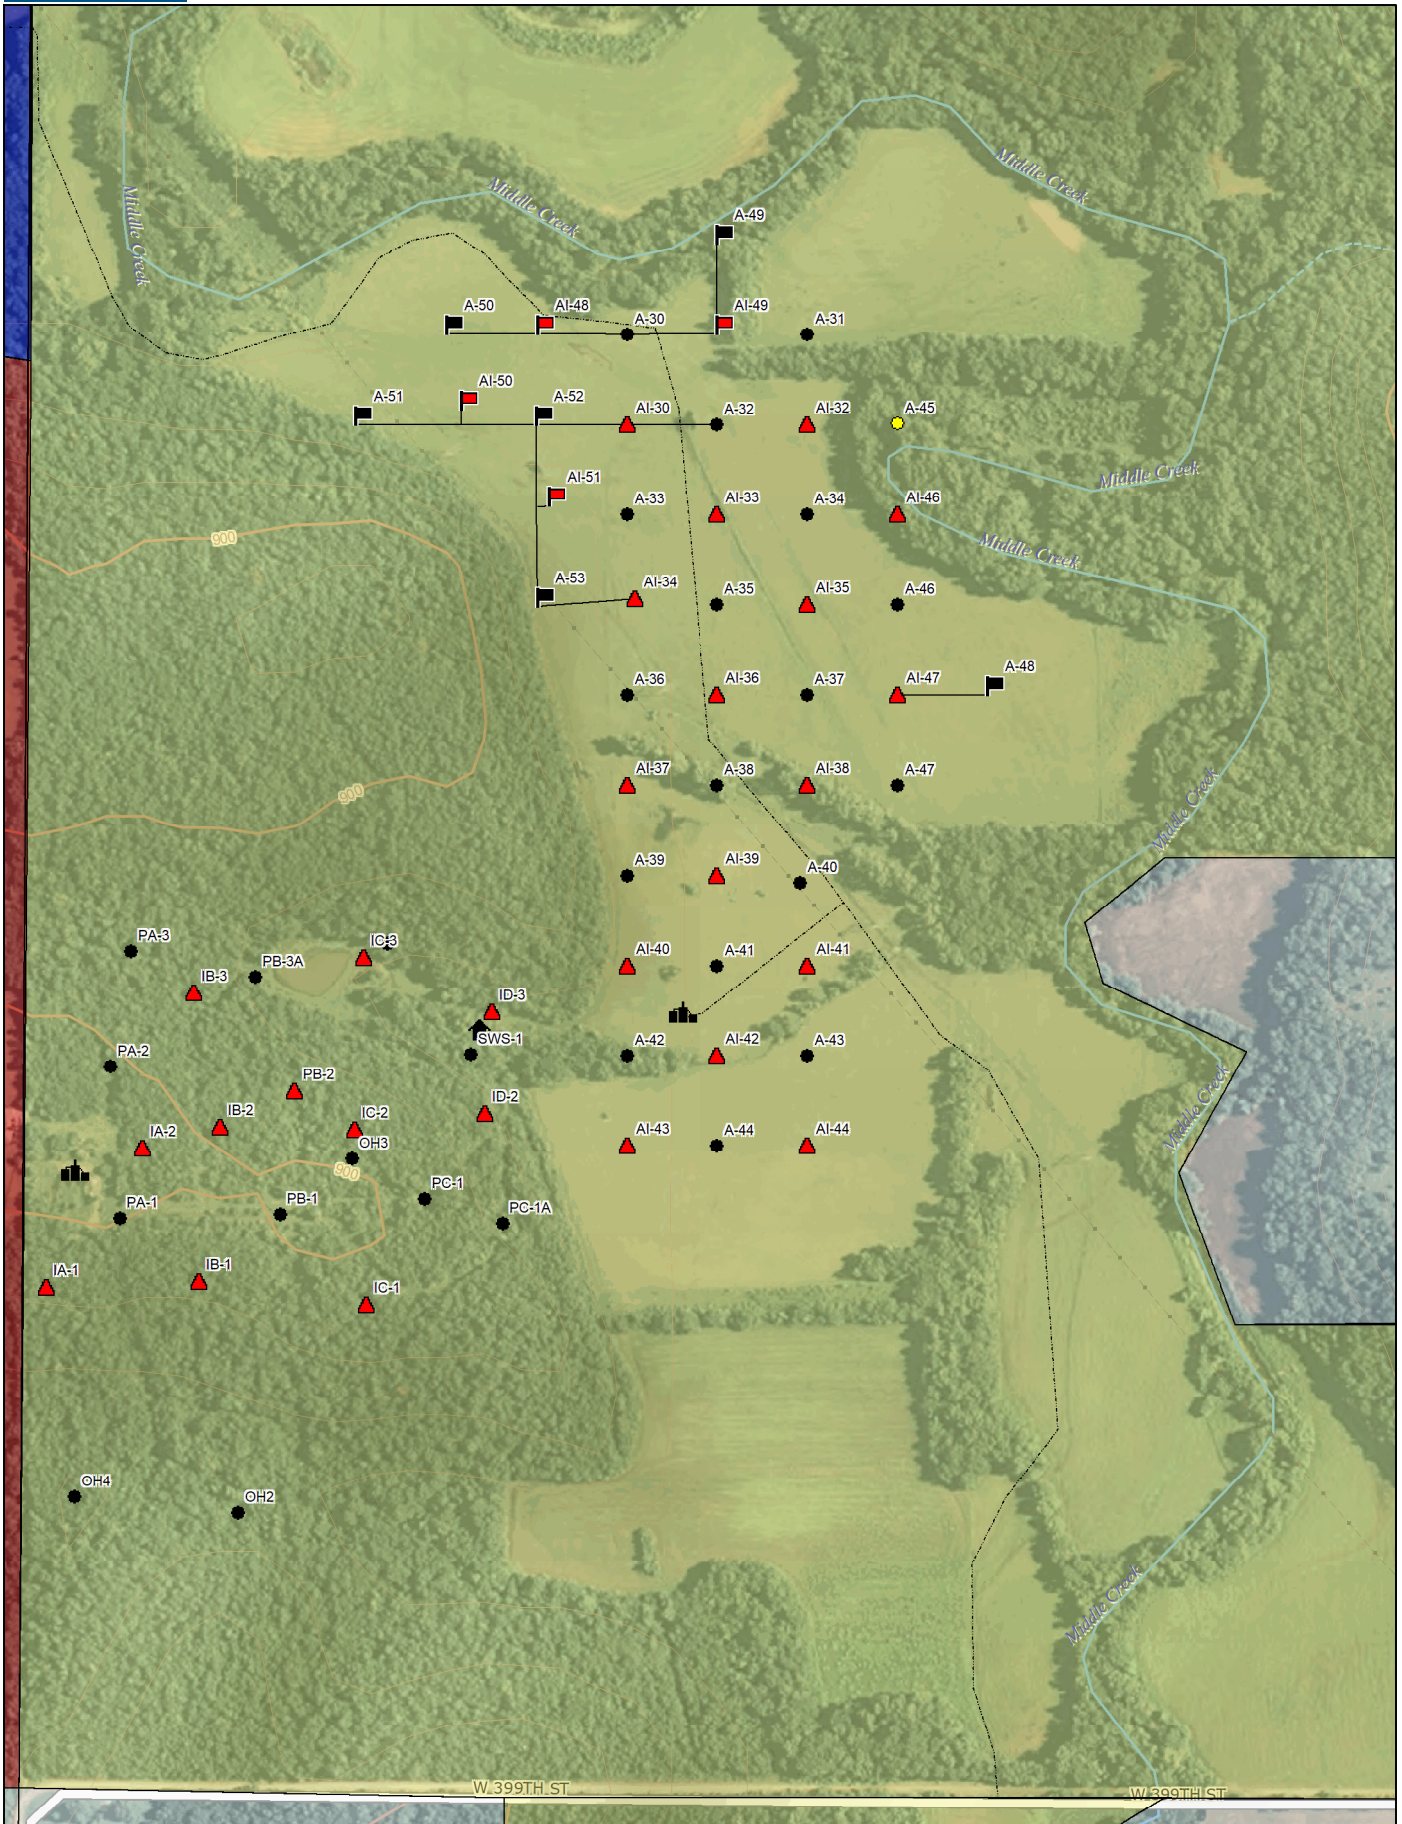 Middle Creek
Middle Creek
Middle Creek
A-49
A-50
AI-48
A-30
AI-49
A-31
A-51
AI-50
A-52
AI-30
A-32
AI-32
A-45
Middle Creek
AI-51
A-33
AI-33
A-34
AI-46
900
Middle Creek
A-53
AI-34
A-35
AI-35
A-46
A-36
AI-36
A-37
AI-47
A-48
900
AI-37
A-38
AI-38
A-47
Middle Creek
A-39
AI-39
A-40
PA-3
IC-3
IB-3
PB-3A
AI-40
A-41
AI-41
ID-3
SWS-1
PA-2
A-42
AI-42
A-43
PB-2
ID-2
Middle Creek
IB-2
IC-2
IA-2
OH3
AI-43
A-44
AI-44
900
PC-1
PA-1
PB-1
PC-1A
IA-1
IB-1
IC-1
OH4
OH2
Middle Creek
W 399TH ST
W 399TH ST